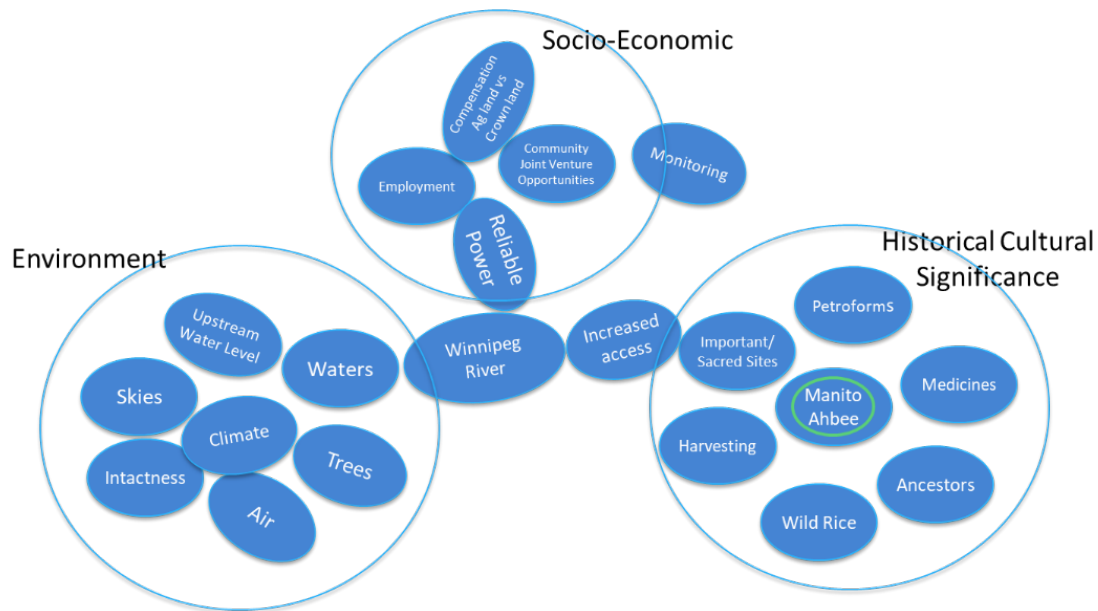 Socio-Economic
Compensation
Ag land vs
Crown land
Community
Joint Venture
Opportunities
Monitoring
Employment
Reliable
Power
Environment
Upstream
Water Level
Waters
Skies
Climate
Intactness
Trees
Air
Winnipeg
River
Increased
access
Historical Cultural
Significance
Petroforms
Important/
Sacred Sites
Manito
Ahbee
Medicines
Harvesting
Ancestors
Wild Rice